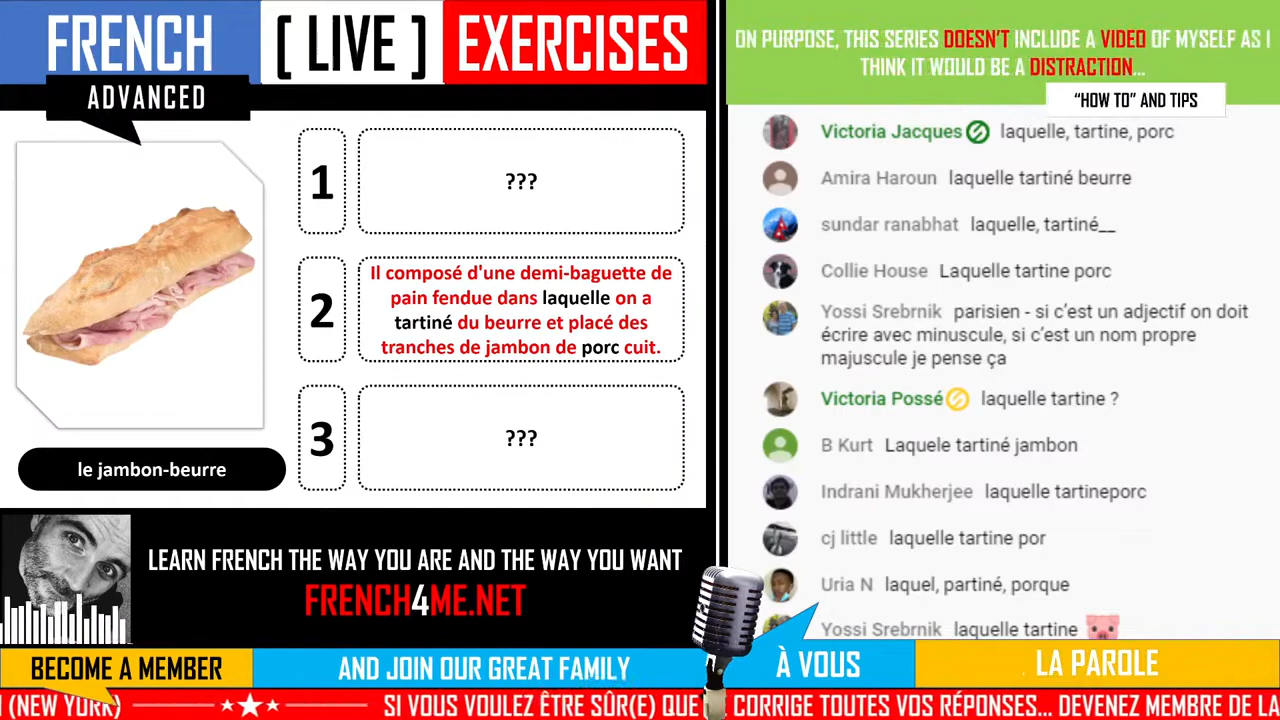 FRENCH [ LIVE ] EXERCISES
ADVANCED
1
???
2
Il composé d'une demi-baguette de
pain fendue dans laquelle on a
tartiné du beurre et placé des
tranches de jambon de porc cuit.
3
???
le jambon-beurre
LEARN FRENCH THE WAY YOU ARE AND THE WAY YOU WANT
FRENCH4ME.NET
BECOME A MEMBER
AND JOIN OUR GREAT FAMILY
ON PURPOSE, THIS SERIES DOESN'T INCLUDE A VIDEO OF MYSELF AS I
THINK IT WOULD BE A DISTRACTION...
“HOW TO” AND TIPS
Victoria Jacques laquelle, tartine, porc
Amira Haroun laquelle tartiné beurre
sundar ranabhat laquelle, tartiné__
Collie House Laquelle tartine porc
Yossi Srebrnik parisien - si c’est un adjectif on doit
écrire avec minuscule, si c’est un nom propre
majuscule je pense ça
Victoria Possé laquelle tartine ?
B Kurt Laquele tartiné jambon
Indrani Mukherjee laquelle tartineporc
cj little laquelle tartine por
Uria N laquel, partiné, porque
Yossi Srebrnik laquelle tartine
À VOUS
LA PAROLE
(NEW YORK) SI VOUS VOULEZ ÊTRE SÛR(E) QUE CORRIGE TOUTES VOS RÉPONSES... DEVENEZ MEMBRE DE LA